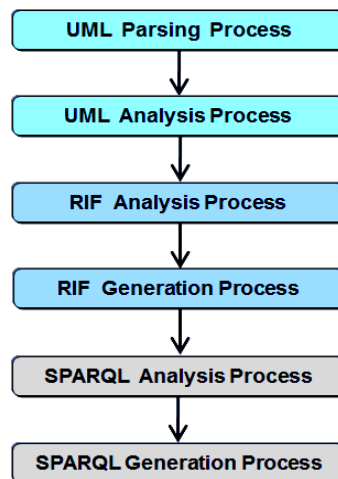 UML Parsing Process
UML Analysis Process
RIF Analysis Process
RIF Generation Process
SPARQL Analysis Process
SPARQL Generation Process